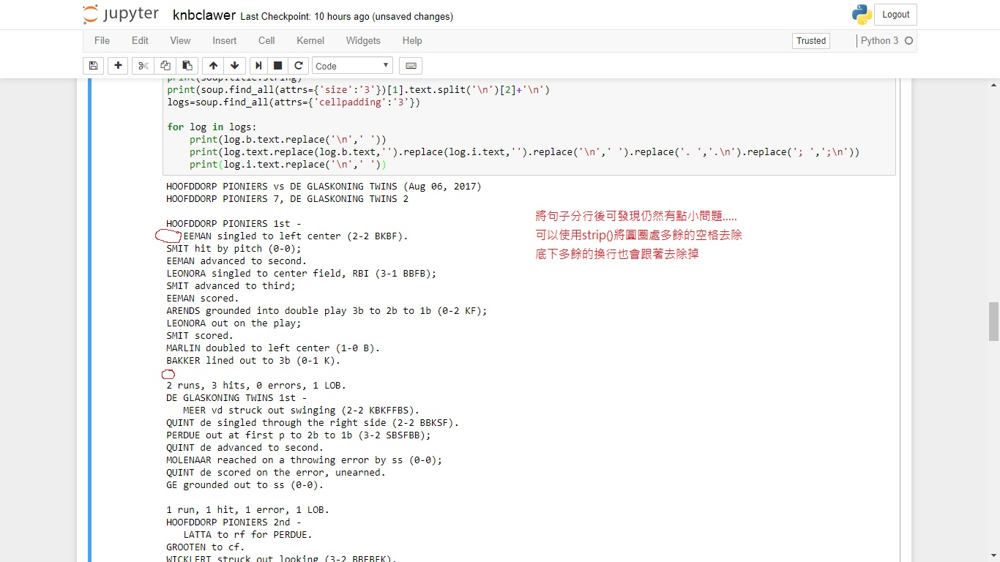 jupyter knbclawer Last Checkpoint: 10 hours ago (unsaved changes) Logout
File Edit View Insert Cell Kernel Widgets Help Trusted Python 3
Code
print(soup.title.string)
print(soup.find_all(attrs={'size':'3'})[1].text.split('\n')[2]+'\n')
logs=soup.find_all(attrs={'cellpadding':'3'})
for log in logs:
print(log.b.text.replace('\n',' '))
print(log.text.replace(log.b.text,'').replace(log.i.text,'').replace('\n',' ').replace('. ','.\n').replace('; ',';\n'))
print(log.i.text.replace('\n',' '))
HOOFDDORP PIONIERS vs DE GLASKONING TWINS (Aug 06, 2017)
HOOFDDORP PIONIERS 7, DE GLASKONING TWINS 2
將句子分行後可發現仍然有點小問題.....
可以使用strip()將圓圈處多餘的空格去除
底下多餘的換行也會跟著去除掉
HOOFDDORP PIONIERS 1st -
EEMAN singled to left center (2-2 BKBF).
SMIT hit by pitch (0-0);
EEMAN advanced to second.
LEONORA singled to center field, RBI (3-1 BBFB);
SMIT advanced to third;
EEMAN scored.
ARENDS grounded into double play 3b to 2b to 1b (0-2 KF);
LEONORA out on the play;
SMIT scored.
MARLIN doubled to left center (1-0 B).
BAKKER lined out to 3b (0-1 K).
2 runs, 3 hits, 0 errors, 1 LOB.
DE GLASKONING TWINS 1st -
MEER vd struck out swinging (2-2 KBKFFBS).
QUINT de singled through the right side (2-2 BBKSF).
PERDUE out at first p to 2b to 1b (3-2 SBSFBB);
QUINT de advanced to second.
MOLENAAR reached on a throwing error by ss (0-0);
QUINT de scored on the error, unearned.
GE grounded out to ss (0-0).
1 run, 1 hit, 1 error, 1 LOB.
HOOFDDORP PIONIERS 2nd -
LATTA to rf for PERDUE.
GROOTEN to cf.
WICKLERT struck out looking (3-2 BBFBFK).